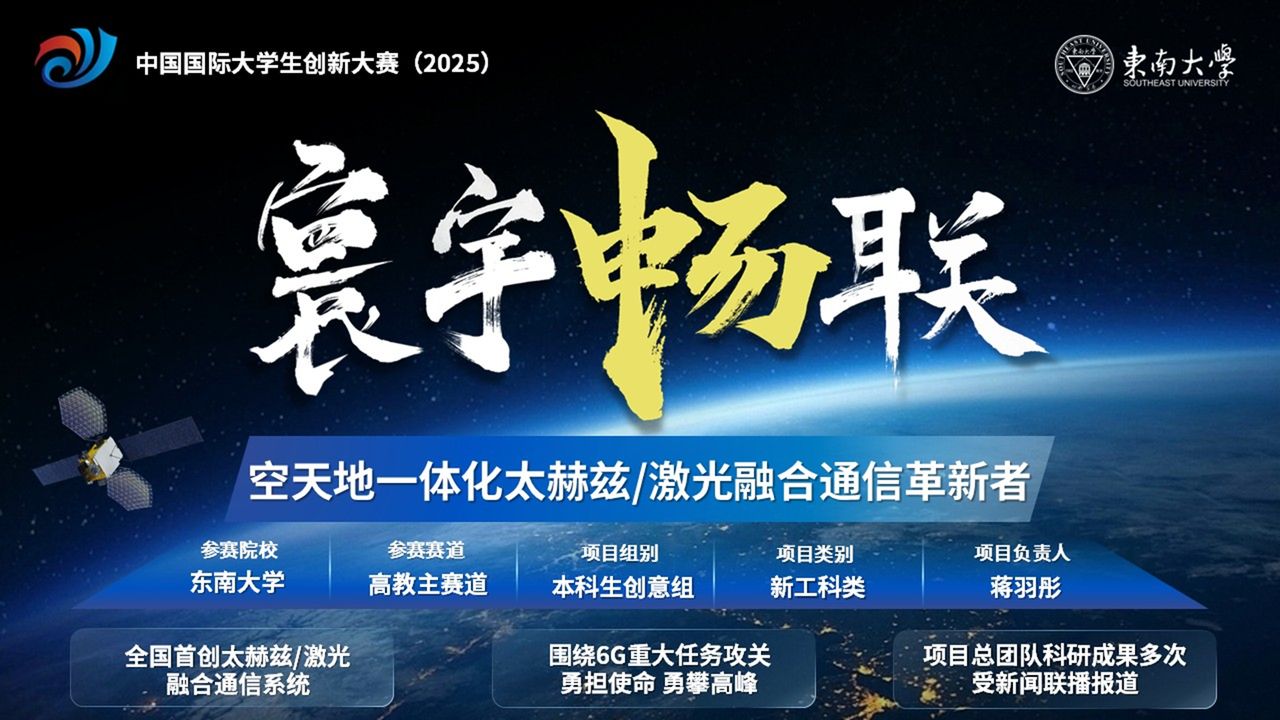 中国国际大学生创新大赛（2025）
東南大學
SOUTHEAST UNIVERSITY
寰宇畅联
空天地一体化太赫兹/激光融合通信革新者
参赛院校
东南大学
参赛赛道
高教主赛道
项目组别
本科生创意组
项目类别
新工科类
项目负责人
蒋羽彤
全国首创太赫兹/激光
融合通信系统
围绕6G重大任务攻关
勇担使命 勇攀高峰
项目总团队科研成果多次
受新闻联播报道